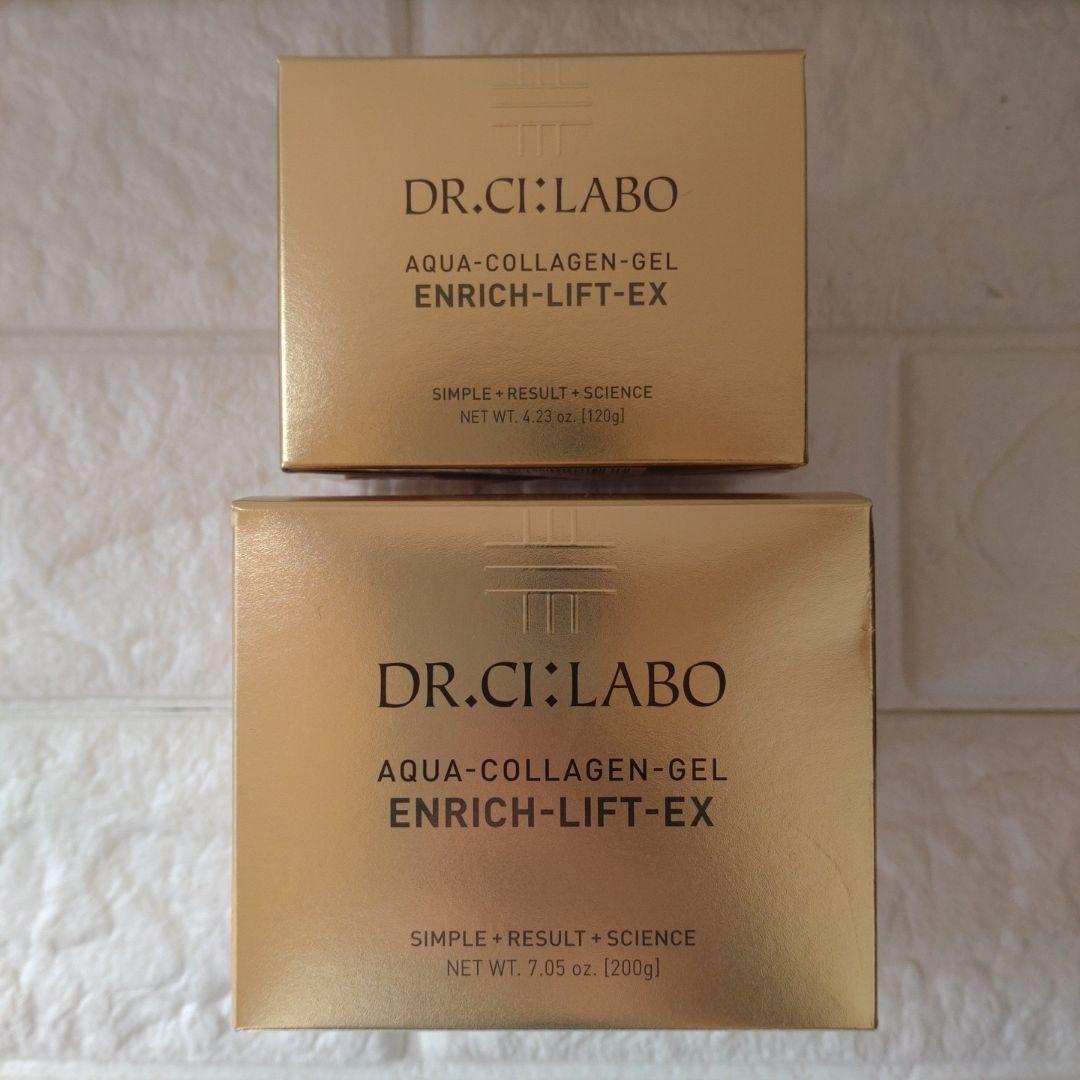 DR.CI:LABO
AQUA-COLLAGEN-GEL
ENRICH-LIFT-EX
SIMPLE + RESULT + SCIENCE
NET WT. 4.23 oz. [120g]
DR.CI:LABO
AQUA-COLLAGEN-GEL
ENRICH-LIFT-EX
SIMPLE + RESULT + SCIENCE
NET WT. 7.05 oz. [200g]